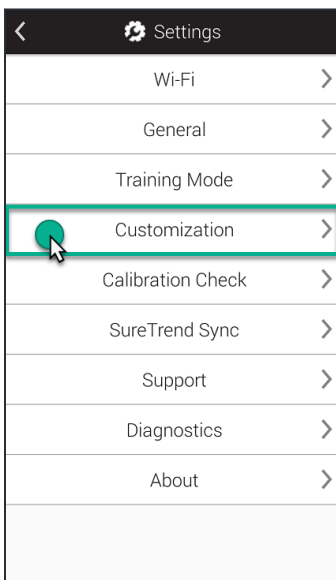 Settings
Wi-Fi
General
Training Mode
Customization
Calibration Check
SureTrend Sync
Support
Diagnostics
About